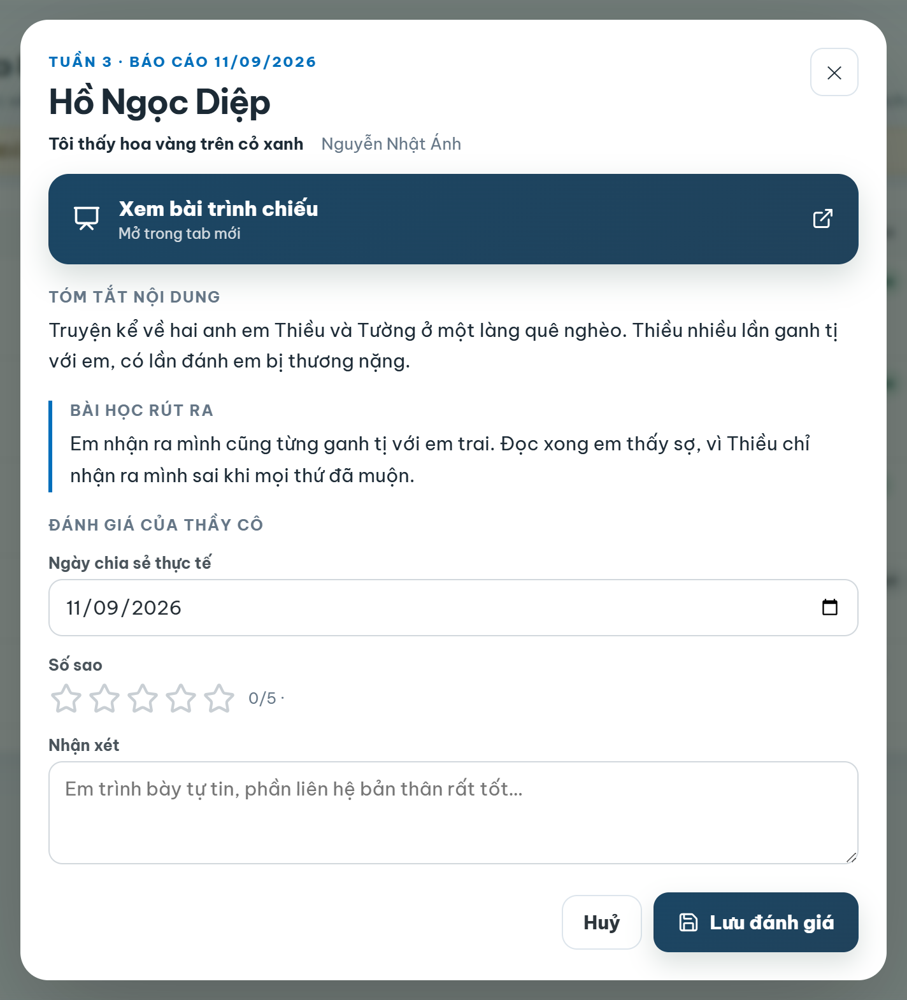 TUẦN 3 · BÁO CÁO 11/09/2026
Hồ Ngọc Diệp
Tôi thấy hoa vàng trên cỏ xanh Nguyễn Nhật Ánh
Xem bài trình chiếu
Mở trong tab mới
TÓM TẮT NỘI DUNG
Truyện kể về hai anh em Thiều và Tường ở một làng quê nghèo. Thiều nhiều lần ganh tị
với em, có lần đánh em bị thương nặng.
BÀI HỌC RÚT RA
Em nhận ra mình cũng từng ganh tị với em trai. Đọc xong em thấy sợ, vì Thiều chỉ
nhận ra mình sai khi mọi thứ đã muộn.
ĐÁNH GIÁ CỦA THẦY CÔ
Ngày chia sẻ thực tế
11/09/2026
Số sao
0/5 ·
Nhận xét
Em trình bày tự tin, phần liên hệ bản thân rất tốt...
Huỷ
Lưu đánh giá